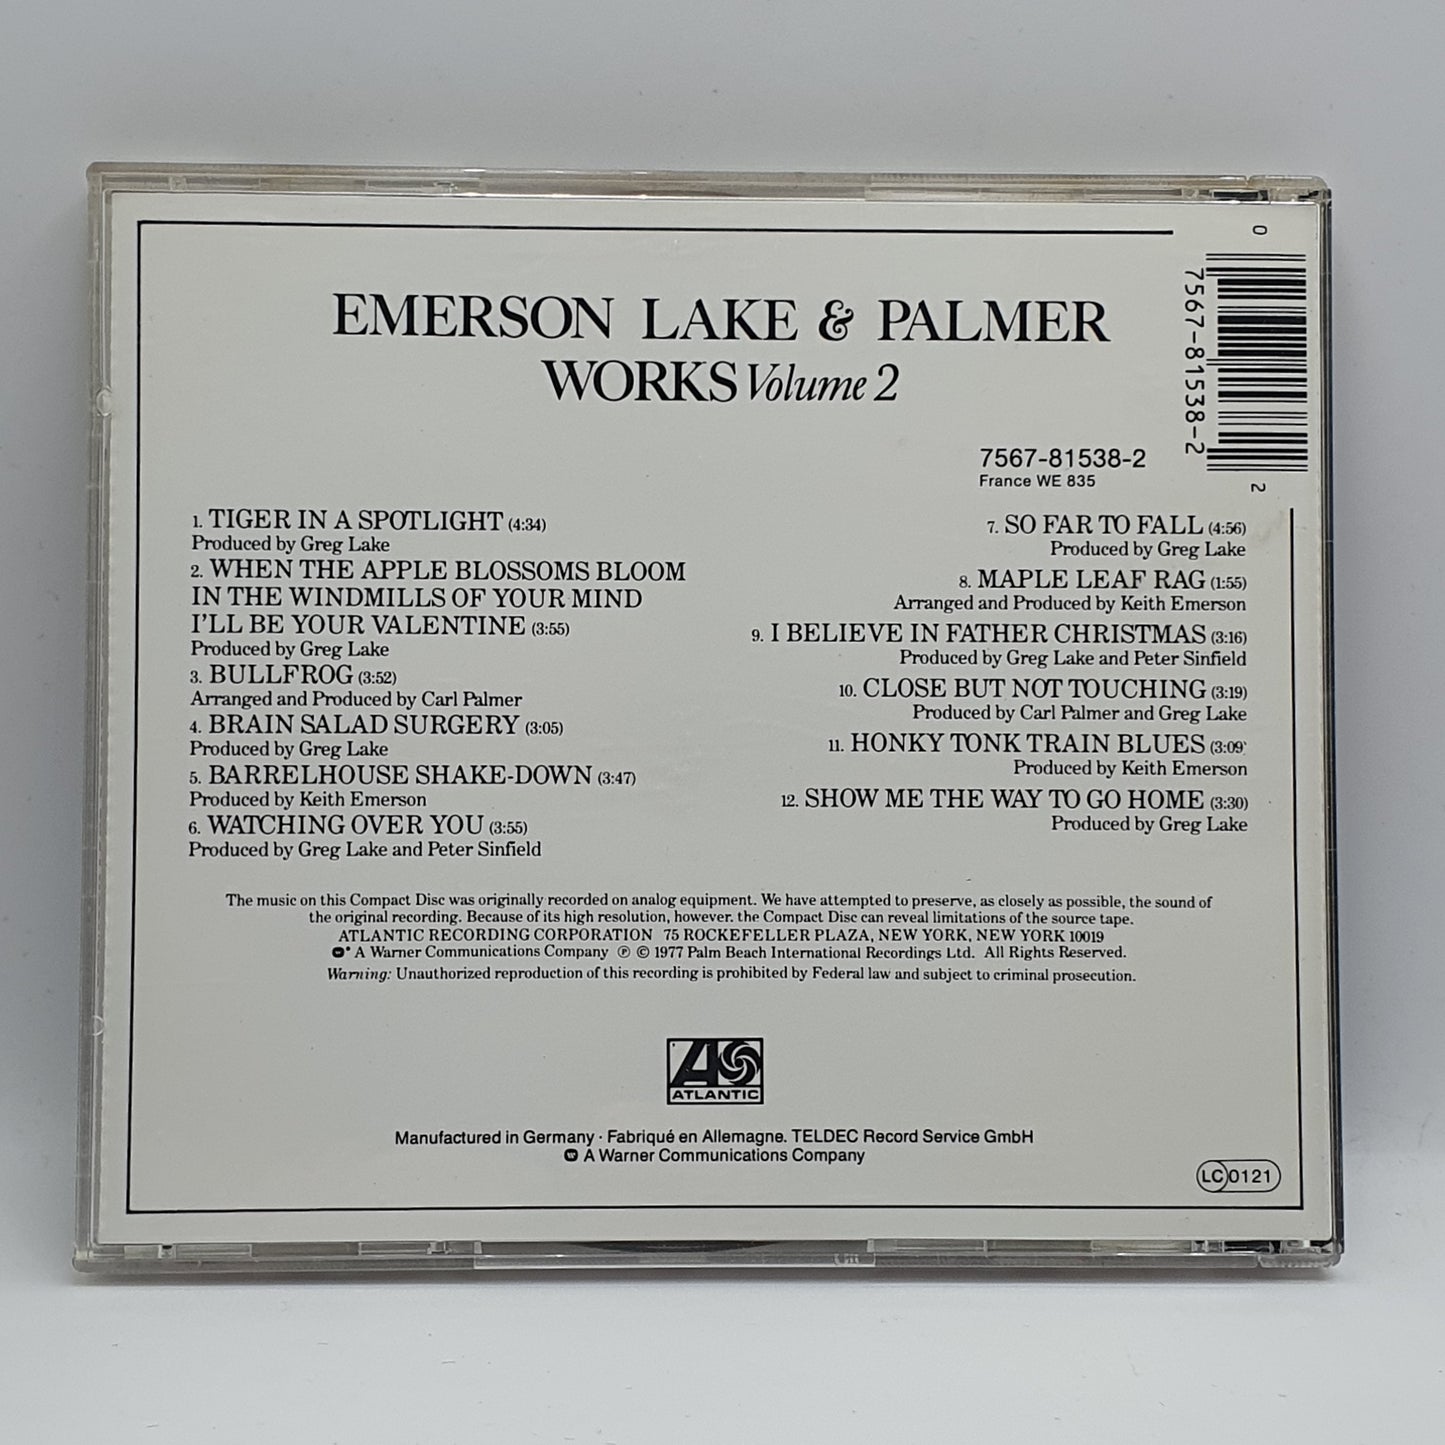 EMERSON LAKE & PALMER
WORKS Volume 2
0
7567-81538-2
2
7567-81538-2
France WE 835
1. TIGER IN A SPOTLIGHT (4:34)
Produced by Greg Lake
2. WHEN THE APPLE BLOSSOMS BLOOM
IN THE WINDMILLS OF YOUR MIND
I'LL BE YOUR VALENTINE (3:55)
Produced by Greg Lake
3. BULLFROG (3:52)
Arranged and Produced by Carl Palmer
4. BRAIN SALAD SURGERY (3:05)
Produced by Greg Lake
5. BARRELHOUSE SHAKE-DOWN (3:47)
Produced by Keith Emerson
6. WATCHING OVER YOU (3:55)
Produced by Greg Lake and Peter Sinfield
7. SO FAR TO FALL (4:56)
Produced by Greg Lake
8. MAPLE LEAF RAG (1:55)
Arranged and Produced by Keith Emerson
9. I BELIEVE IN FATHER CHRISTMAS (3:16)
Produced by Greg Lake and Peter Sinfield
10. CLOSE BUT NOT TOUCHING (3:19)
Produced by Carl Palmer and Greg Lake
11. HONKY TONK TRAIN BLUES (3:09)
Produced by Keith Emerson
12. SHOW ME THE WAY TO GO HOME (3:30)
Produced by Greg Lake
The music on this Compact Disc was originally recorded on analog equipment. We have attempted to preserve, as closely as possible, the sound of
the original recording. Because of its high resolution, however. the Compact Disc can reveal limitations of the source tape.
ATLANTIC RECORDING CORPORATION 75 ROCKEFELLER PLAZA, NEW YORK, NEW YORK 10019
A Warner Communications Company ℗ © 1977 Palm Beach International Recordings Ltd. All Rights Reserved.
Warning: Unauthorized reproduction of this recording is prohibited by Federal law and subject to criminal prosecution.
ATLANTIC
Manufactured in Germany · Fabriqué en Allemagne. TELDEC Record Service GmbH
A Warner Communications Company
LC 0121